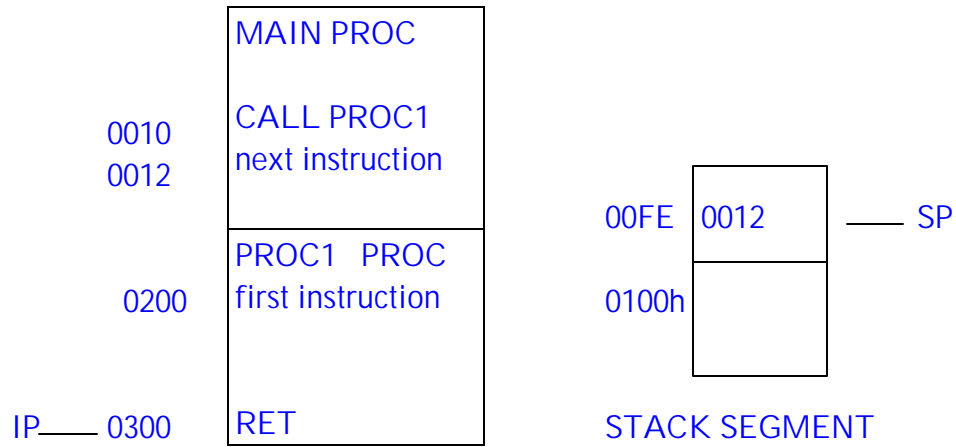 MAIN PROC
0010 CALL PROC1
0012 next instruction
PROC1 PROC
0200 first instruction
IP 0300 RET
00FE 0012 SP
0100h
STACK SEGMENT